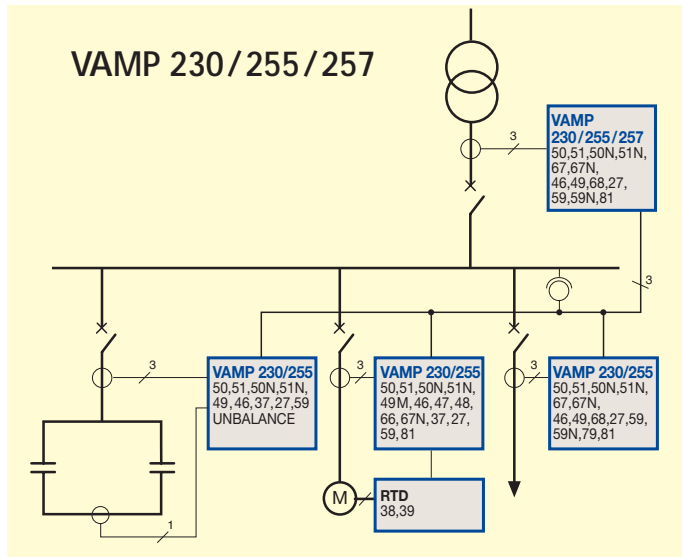 VAMP 230/255/257
3
VAMP
230/255/257
50,51,50N,51N,
67,67N,
46,49,68,27,
59,59N,81
3
3
VAMP 230/255
50,51,50N,51N,
49,46,37,27,59
UNBALANCE
3
VAMP 230/255
50,51,50N,51N,
49M,46,47,48,
66,67N,37,27,
59,81
3
VAMP 230/255
50,51,50N,51N,
67,67N,
46,49,68,27,59,
59N,79,81
M
RTD
38,39
1